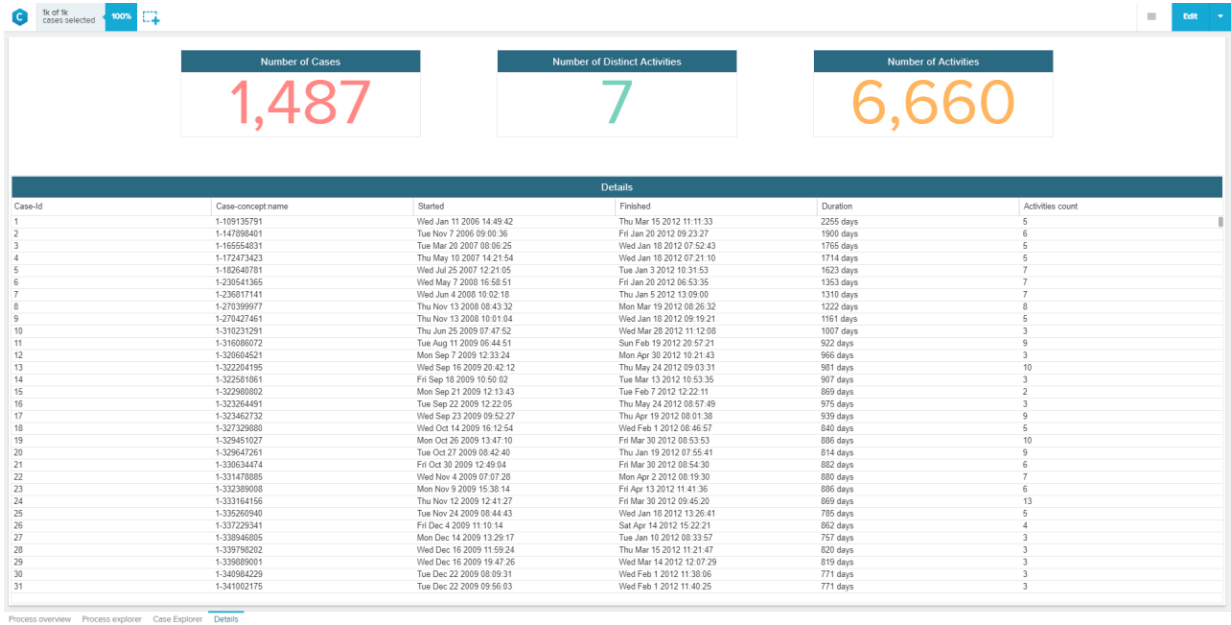 C 1k of 1k cases selected 100% Edit
Number of Cases Number of Distinct Activities Number of Activities
1,487 7 6,660
Details
Case-Id Case-concept:name Started Finished Duration Activities count
1 1-109135791 Wed Jan 11 2006 14:49:42 Thu Mar 15 2012 11:11:33 2255 days 5
2 1-147898401 Tue Nov 7 2006 09:00:36 Fri Jan 20 2012 09:23:27 1900 days 6
3 1-165554831 Tue Mar 20 2007 08:06:25 Wed Jan 18 2012 07:52:43 1765 days 5
4 1-172473423 Thu May 10 2007 14:21:54 Wed Jan 18 2012 07:21:10 1714 days 5
5 1-182640781 Wed Jul 25 2007 12:21:05 Tue Jan 3 2012 10:31:53 1623 days 7
6 1-230541365 Wed May 7 2008 16:58:51 Fri Jan 20 2012 06:53:35 1353 days 7
7 1-236817141 Wed Jun 4 2008 10:02:18 Thu Jan 5 2012 13:09:00 1310 days 7
8 1-270399977 Thu Nov 13 2008 08:43:32 Mon Mar 19 2012 08:26:32 1222 days 8
9 1-270427461 Thu Nov 13 2008 10:01:04 Wed Jan 18 2012 09:19:21 1161 days 5
10 1-310231291 Thu Jun 25 2009 07:47:52 Wed Mar 28 2012 11:12:08 1007 days 3
11 1-316086072 Tue Aug 11 2009 06:44:51 Sun Feb 19 2012 20:57:21 922 days 9
12 1-320604521 Mon Sep 7 2009 12:33:24 Mon Apr 30 2012 10:21:43 966 days 3
13 1-322204195 Wed Sep 16 2009 20:42:12 Thu May 24 2012 09:03:31 981 days 10
14 1-322581861 Fri Sep 18 2009 10:50:02 Tue Mar 13 2012 10:53:35 907 days 3
15 1-322980802 Mon Sep 21 2009 12:13:43 Tue Feb 7 2012 12:22:11 869 days 2
16 1-323264491 Tue Sep 22 2009 12:22:05 Thu May 24 2012 08:57:49 975 days 3
17 1-323462732 Wed Sep 23 2009 09:52:27 Thu Apr 19 2012 08:01:38 939 days 9
18 1-327329880 Wed Oct 14 2009 16:12:54 Wed Feb 1 2012 08:46:57 840 days 5
19 1-329451027 Mon Oct 26 2009 13:47:10 Fri Mar 30 2012 08:53:53 886 days 10
20 1-329647261 Tue Oct 27 2009 08:42:40 Thu Jan 19 2012 07:55:41 814 days 9
21 1-330634474 Fri Oct 30 2009 12:49:04 Fri Mar 30 2012 08:54:30 882 days 6
22 1-331478885 Wed Nov 4 2009 07:07:28 Mon Apr 2 2012 08:19:30 880 days 7
23 1-332389008 Mon Nov 9 2009 15:38:14 Fri Apr 13 2012 11:41:36 886 days 6
24 1-333164156 Thu Nov 12 2009 12:41:27 Fri Mar 30 2012 09:45:20 869 days 13
25 1-335260940 Tue Nov 24 2009 08:44:43 Wed Jan 18 2012 13:26:41 785 days 5
26 1-337229341 Fri Dec 4 2009 11:10:14 Sat Apr 14 2012 15:22:21 862 days 4
27 1-338946805 Mon Dec 14 2009 13:29:17 Tue Jan 10 2012 08:33:57 757 days 3
28 1-339798202 Wed Dec 16 2009 11:59:24 Thu Mar 15 2012 11:21:47 820 days 3
29 1-339889001 Wed Dec 16 2009 19:47:26 Wed Mar 14 2012 12:07:29 819 days 3
30 1-340984229 Tue Dec 22 2009 08:09:31 Wed Feb 1 2012 11:38:06 771 days 3
31 1-341002175 Tue Dec 22 2009 09:56:03 Wed Feb 1 2012 11:40:25 771 days 3
Process overview Process explorer Case Explorer Details